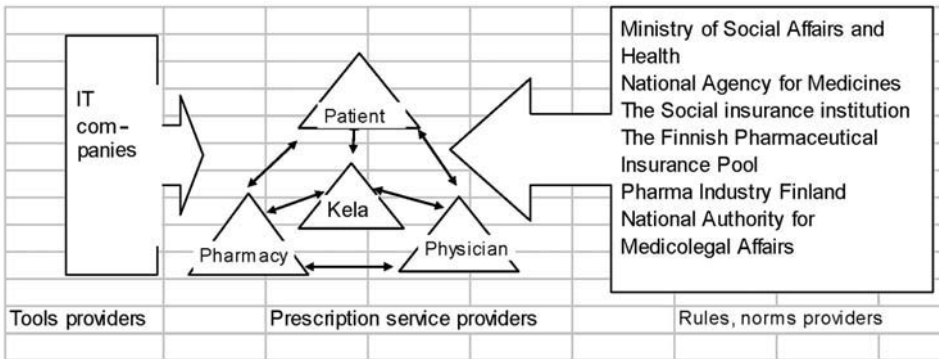 IT
com-
panies
Patient
Kela
Pharmacy
Physician
Ministry of Social Affairs and
Health
National Agency for Medicines
The Social insurance institution
The Finnish Pharmaceutical
Insurance Pool
Pharma Industry Finland
National Authority for
Medicolegal Affairs
Tools providers
Prescription service providers
Rules, norms providers